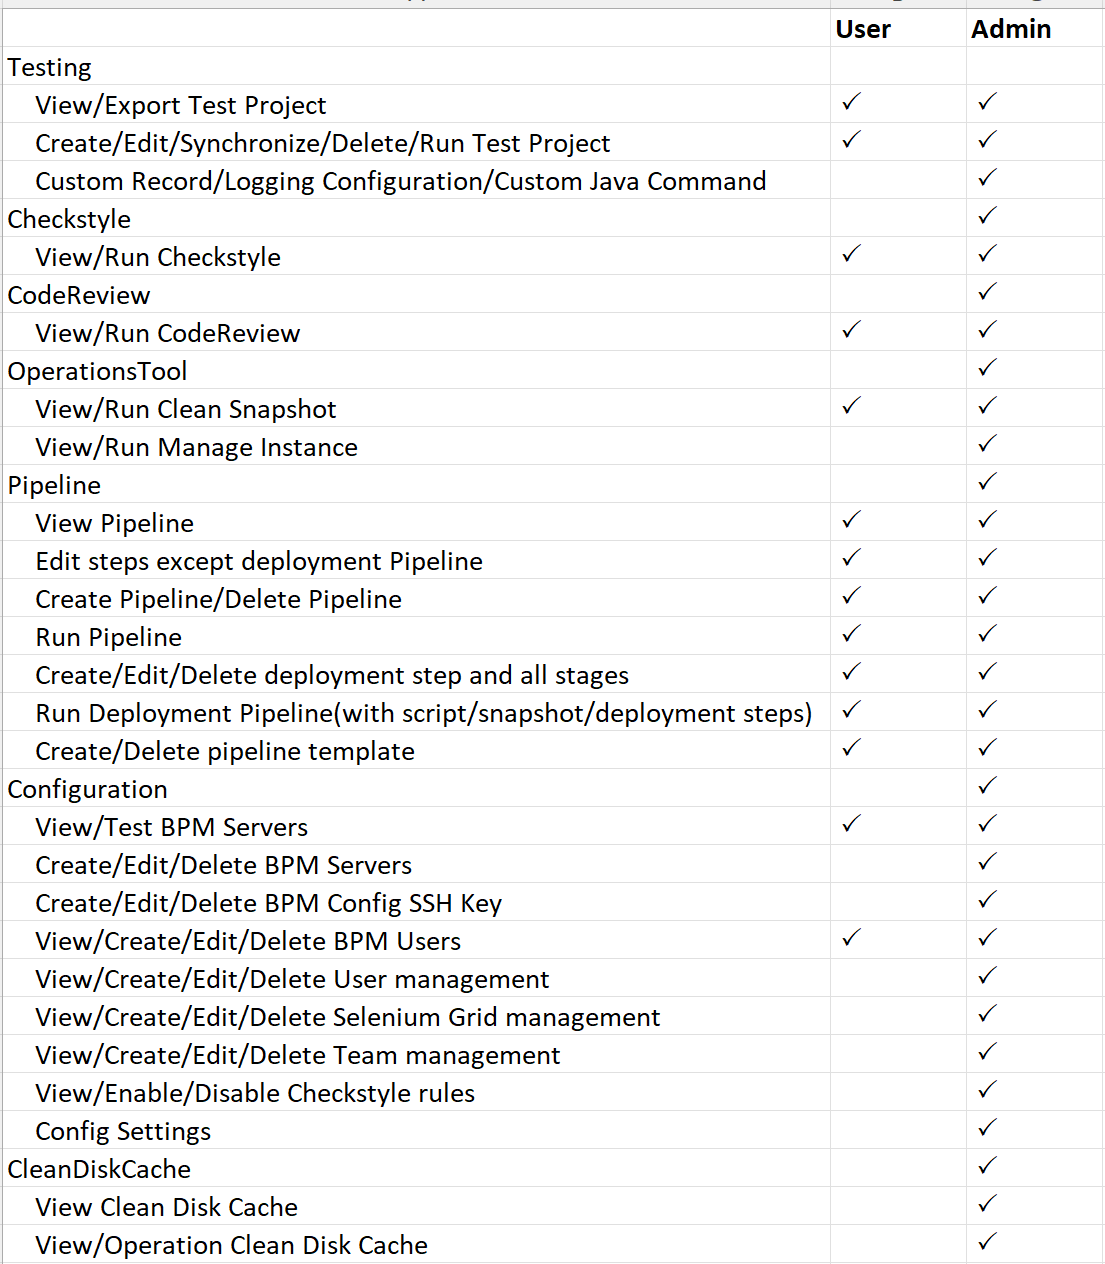 User Admin
Testing
View/Export Test Project ✓ ✓
Create/Edit/Synchronize/Delete/Run Test Project ✓ ✓
Custom Record/Logging Configuration/Custom Java Command ✓
Checkstyle ✓
View/Run Checkstyle ✓ ✓
CodeReview ✓
View/Run CodeReview ✓ ✓
OperationsTool ✓
View/Run Clean Snapshot ✓ ✓
View/Run Manage Instance ✓
Pipeline ✓
View Pipeline ✓ ✓
Edit steps except deployment Pipeline ✓ ✓
Create Pipeline/Delete Pipeline ✓ ✓
Run Pipeline ✓ ✓
Create/Edit/Delete deployment step and all stages ✓ ✓
Run Deployment Pipeline(with script/snapshot/deployment steps) ✓ ✓
Create/Delete pipeline template ✓ ✓
Configuration ✓
View/Test BPM Servers ✓ ✓
Create/Edit/Delete BPM Servers ✓
Create/Edit/Delete BPM Config SSH Key ✓
View/Create/Edit/Delete BPM Users ✓ ✓
View/Create/Edit/Delete User management ✓
View/Create/Edit/Delete Selenium Grid management ✓
View/Create/Edit/Delete Team management ✓
View/Enable/Disable Checkstyle rules ✓
Config Settings ✓
CleanDiskCache ✓
View Clean Disk Cache ✓
View/Operation Clean Disk Cache ✓